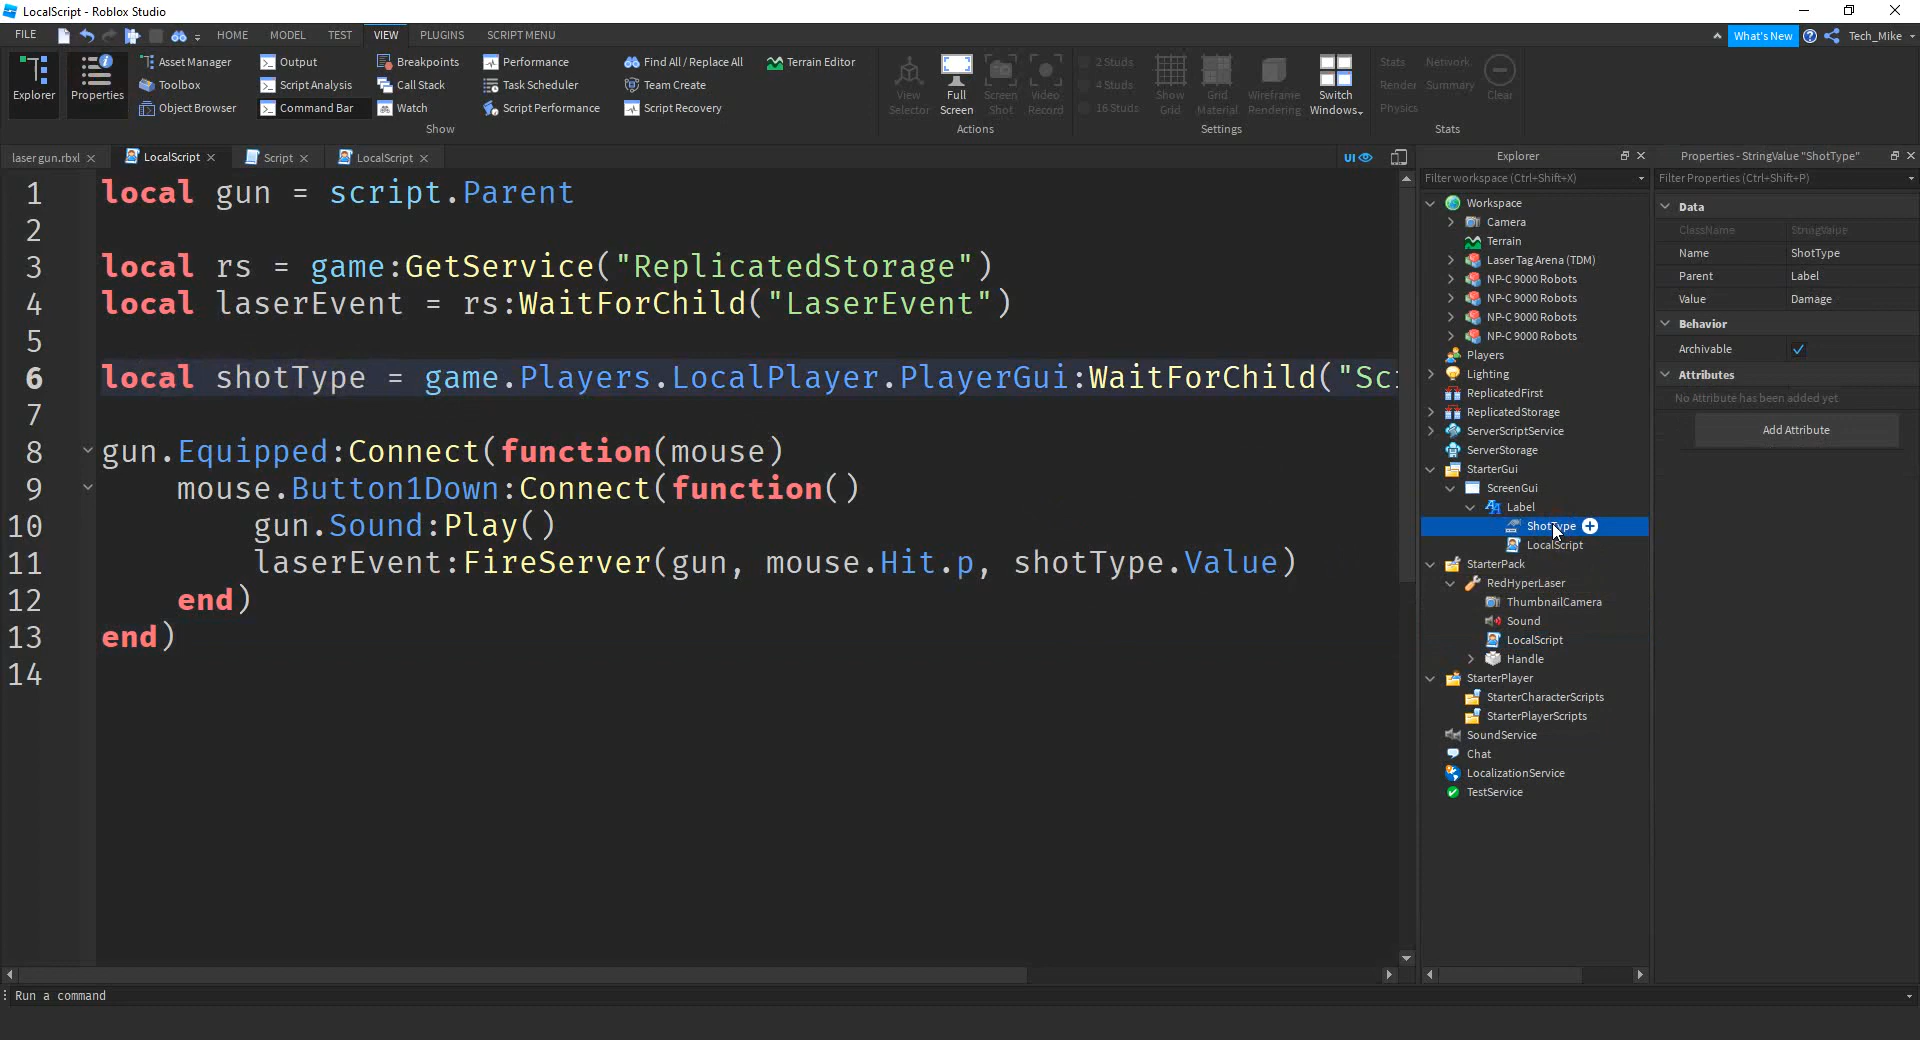 LocalScript - Roblox Studio
FILE HOME MODEL TEST VIEW PLUGINS SCRIPT MENU What's New Tech_Mike
Explorer
Properties
Asset Manager
Toolbox
Object Browser
Output
Script Analysis
Command Bar
Breakpoints
Call Stack
Watch
Performance
Task Scheduler
Script Performance
Find All / Replace All
Team Create
Script Recovery
Terrain Editor
Show
View
Selector
Full
Screen
Screen
Shot
Video
Record
Actions
2 Studs
4 Studs
16 Studs
Show
Grid
Grid
Material
Wireframe
Rendering
Switch
Windows
Settings
Stats
Render
Physics
Network
Summary
Clear
Stats
laser gun.rbxl LocalScript Script LocalScript UI
1 local gun = script.Parent
2
3 local rs = game:GetService("ReplicatedStorage")
4 local laserEvent = rs:WaitForChild("LaserEvent")
5
6 local shotType = game.Players.LocalPlayer.PlayerGui:WaitForChild("Sc
7
8 gun.Equipped:Connect(function(mouse)
9 mouse.Button1Down:Connect(function()
10 gun.Sound:Play()
11 laserEvent:FireServer(gun, mouse.Hit.p, shotType.Value)
12 end)
13 end)
14
Run a command
Explorer
Filter workspace (Ctrl+Shift+X)
Workspace
Camera
Terrain
Laser Tag Arena (TDM)
NP-C 9000 Robots
NP-C 9000 Robots
NP-C 9000 Robots
NP-C 9000 Robots
Players
Lighting
ReplicatedFirst
ReplicatedStorage
ServerScriptService
ServerStorage
StarterGui
ScreenGui
Label
ShotType
LocalScript
StarterPack
RedHyperLaser
ThumbnailCamera
Sound
LocalScript
Handle
StarterPlayer
StarterCharacterScripts
StarterPlayerScripts
SoundService
Chat
LocalizationService
TestService
Properties - StringValue "ShotType"
Filter Properties (Ctrl+Shift+P)
Data
ClassName StringValue
Name ShotType
Parent Label
Value Damage
Behavior
Archivable
Attributes
No Attribute has been added yet
Add Attribute